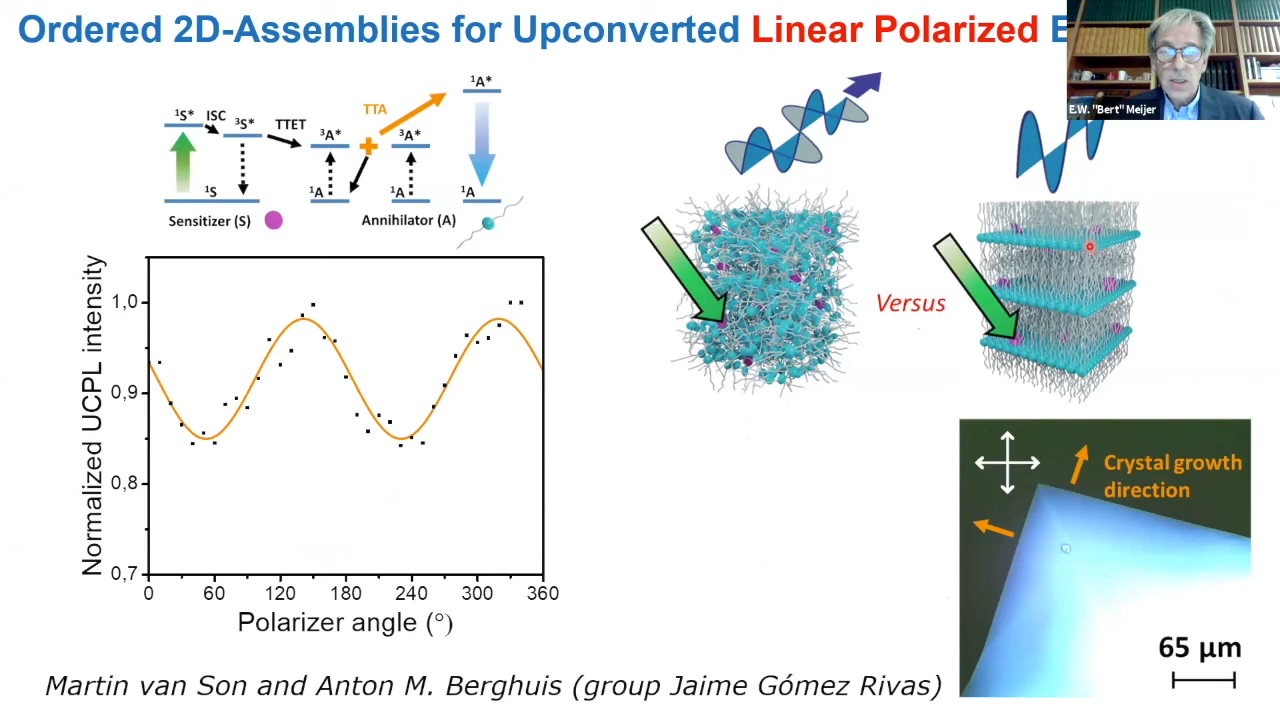 Ordered 2D-Assemblies for Upconverted Linear Polarized E
E.W. "Bert" Meijer
¹S*
ISC
³S*
TTET
¹S
Sensitizer (S)
TTA
³A*
+
³A*
¹A*
¹A
¹A
¹A
Annihilator (A)
Versus
Normalized UCPL intensity
1,0
0,9
0,8
0,7
0
60
120
180
240
300
360
Polarizer angle (°)
Crystal growth
direction
65 µm
Martin van Son and Anton M. Berghuis (group Jaime Gómez Rivas)